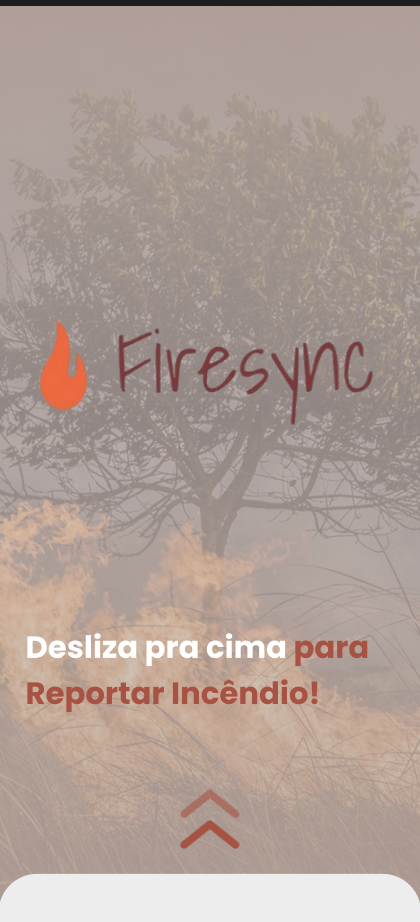 Firesync
Desliza pra cima para
Reportar Incêndio!